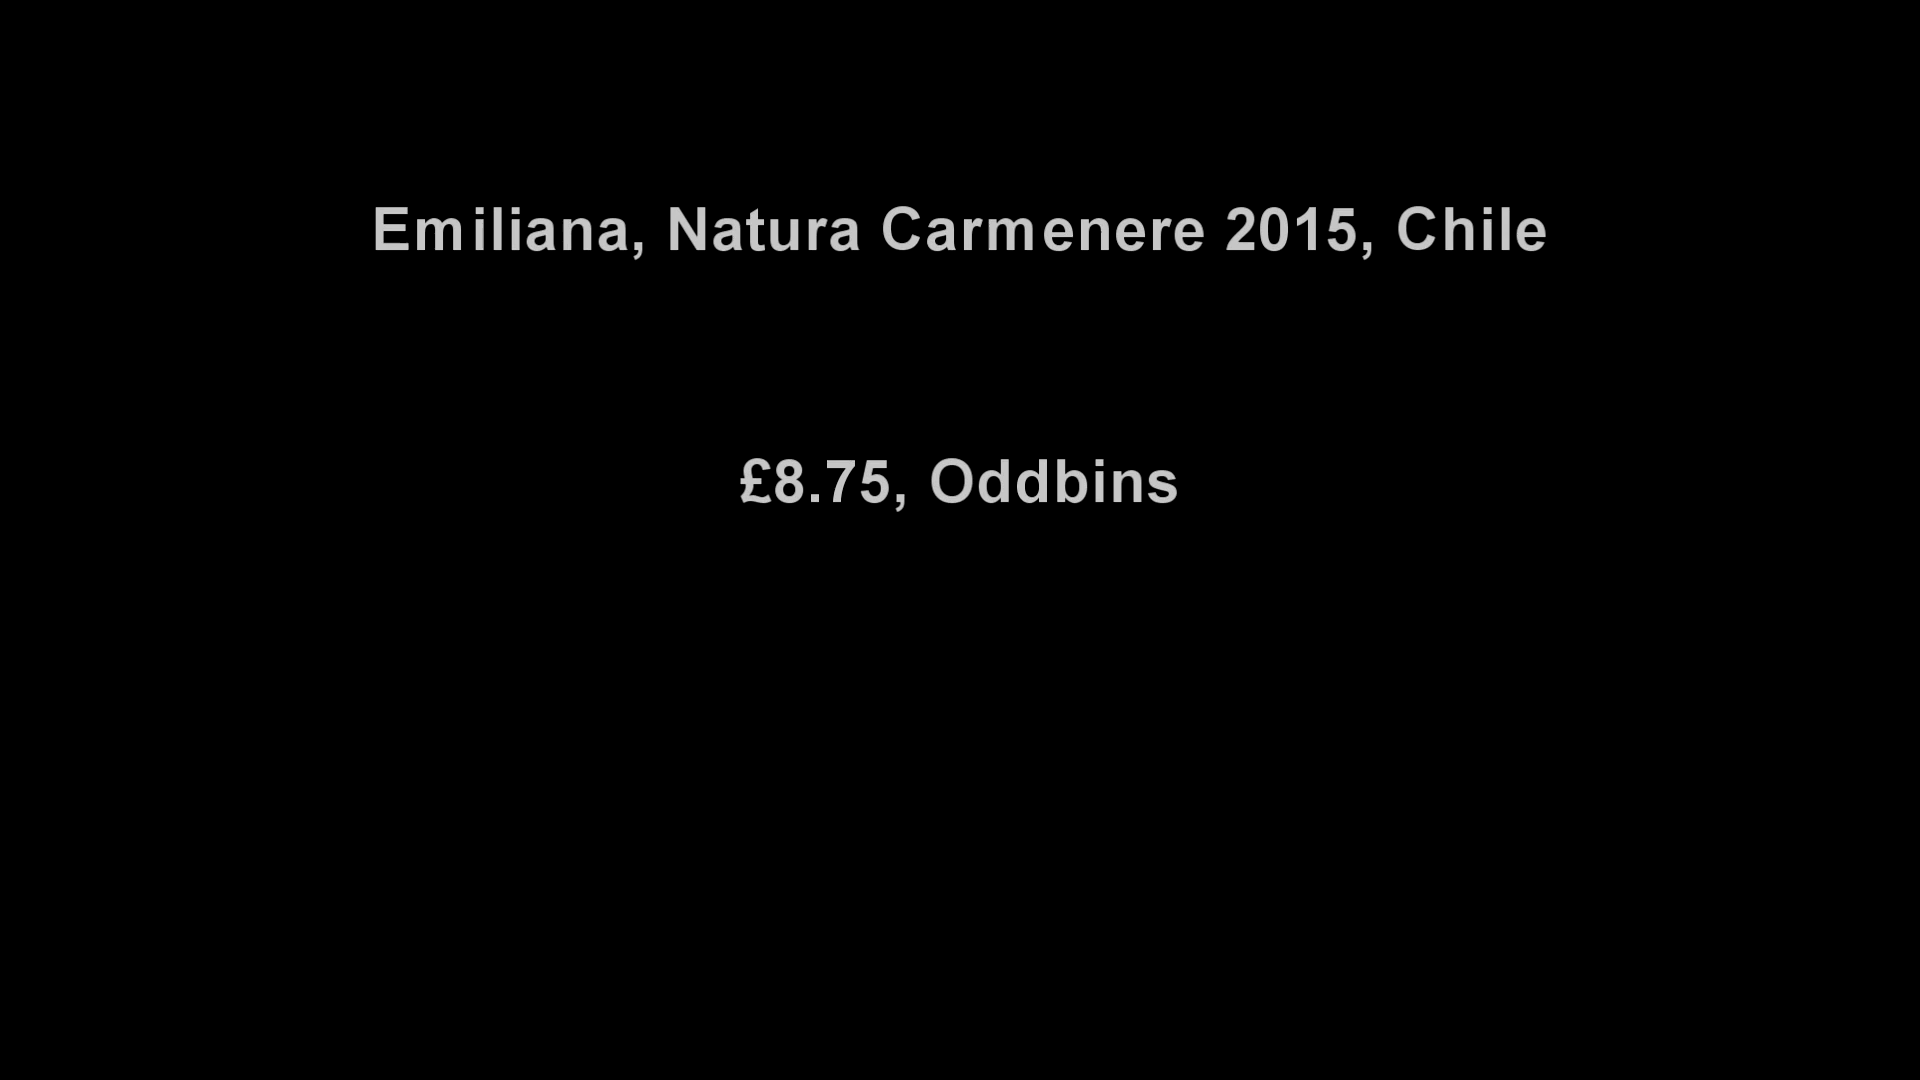 Emiliana, Natura Carmenere 2015, Chile
£8.75, Oddbins